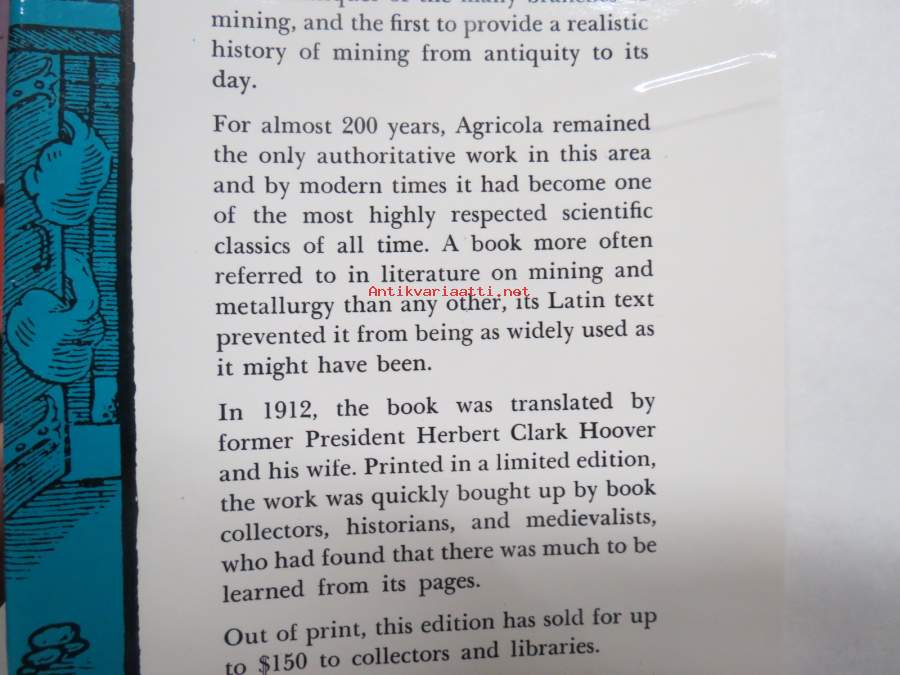 many
mining, and the first to provide a realistic
history of mining from antiquity to its
day.
For almost 200 years, Agricola remained
the only authoritative work in this area
and by modern times it had become one
of the most highly respected scientific
classics of all time. A book more often
referred to in literature on mining and
Antikvariaatti.net
metallurgy than any other, its Latin text
prevented it from being as widely used as
it might have been.
In 1912, the book was translated by
former President Herbert Clark Hoover
and his wife. Printed in a limited edition,
the work was quickly bought up by book
collectors, historians, and medievalists,
who had found that there was much to be
learned from its pages.
Out of print, this edition has sold for up
to $150 to collectors and libraries.